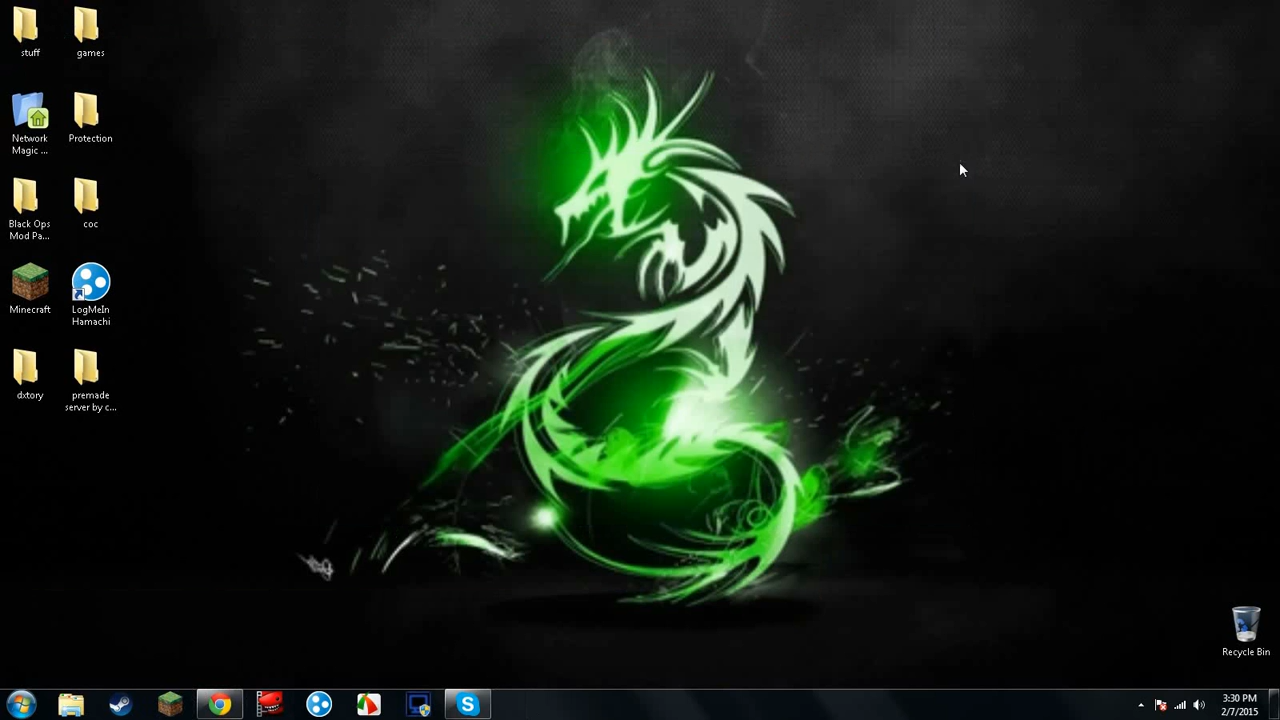 stuff
games
Network
Magic ...
Protection
Black Ops
Mod Pa...
coc
Minecraft
LogMeIn
Hamachi
dxtory
premade
server by c...
Recycle Bin
S
3:30 PM
2/7/2015